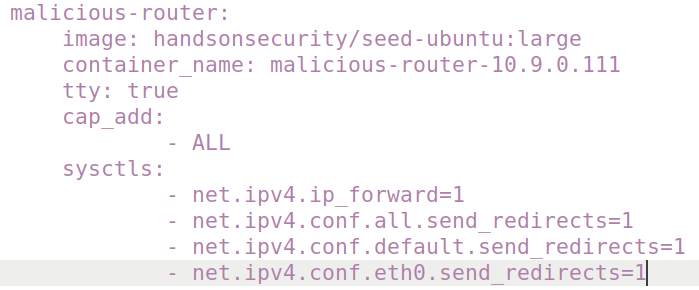 malicious-router:
image: handsonsecurity/seed-ubuntu:large
container_name: malicious-router-10.9.0.111
tty: true
cap_add:
- ALL
sysctls:
- net.ipv4.ip_forward=1
- net.ipv4.conf.all.send_redirects=1
- net.ipv4.conf.default.send_redirects=1
- net.ipv4.conf.eth0.send_redirects=1